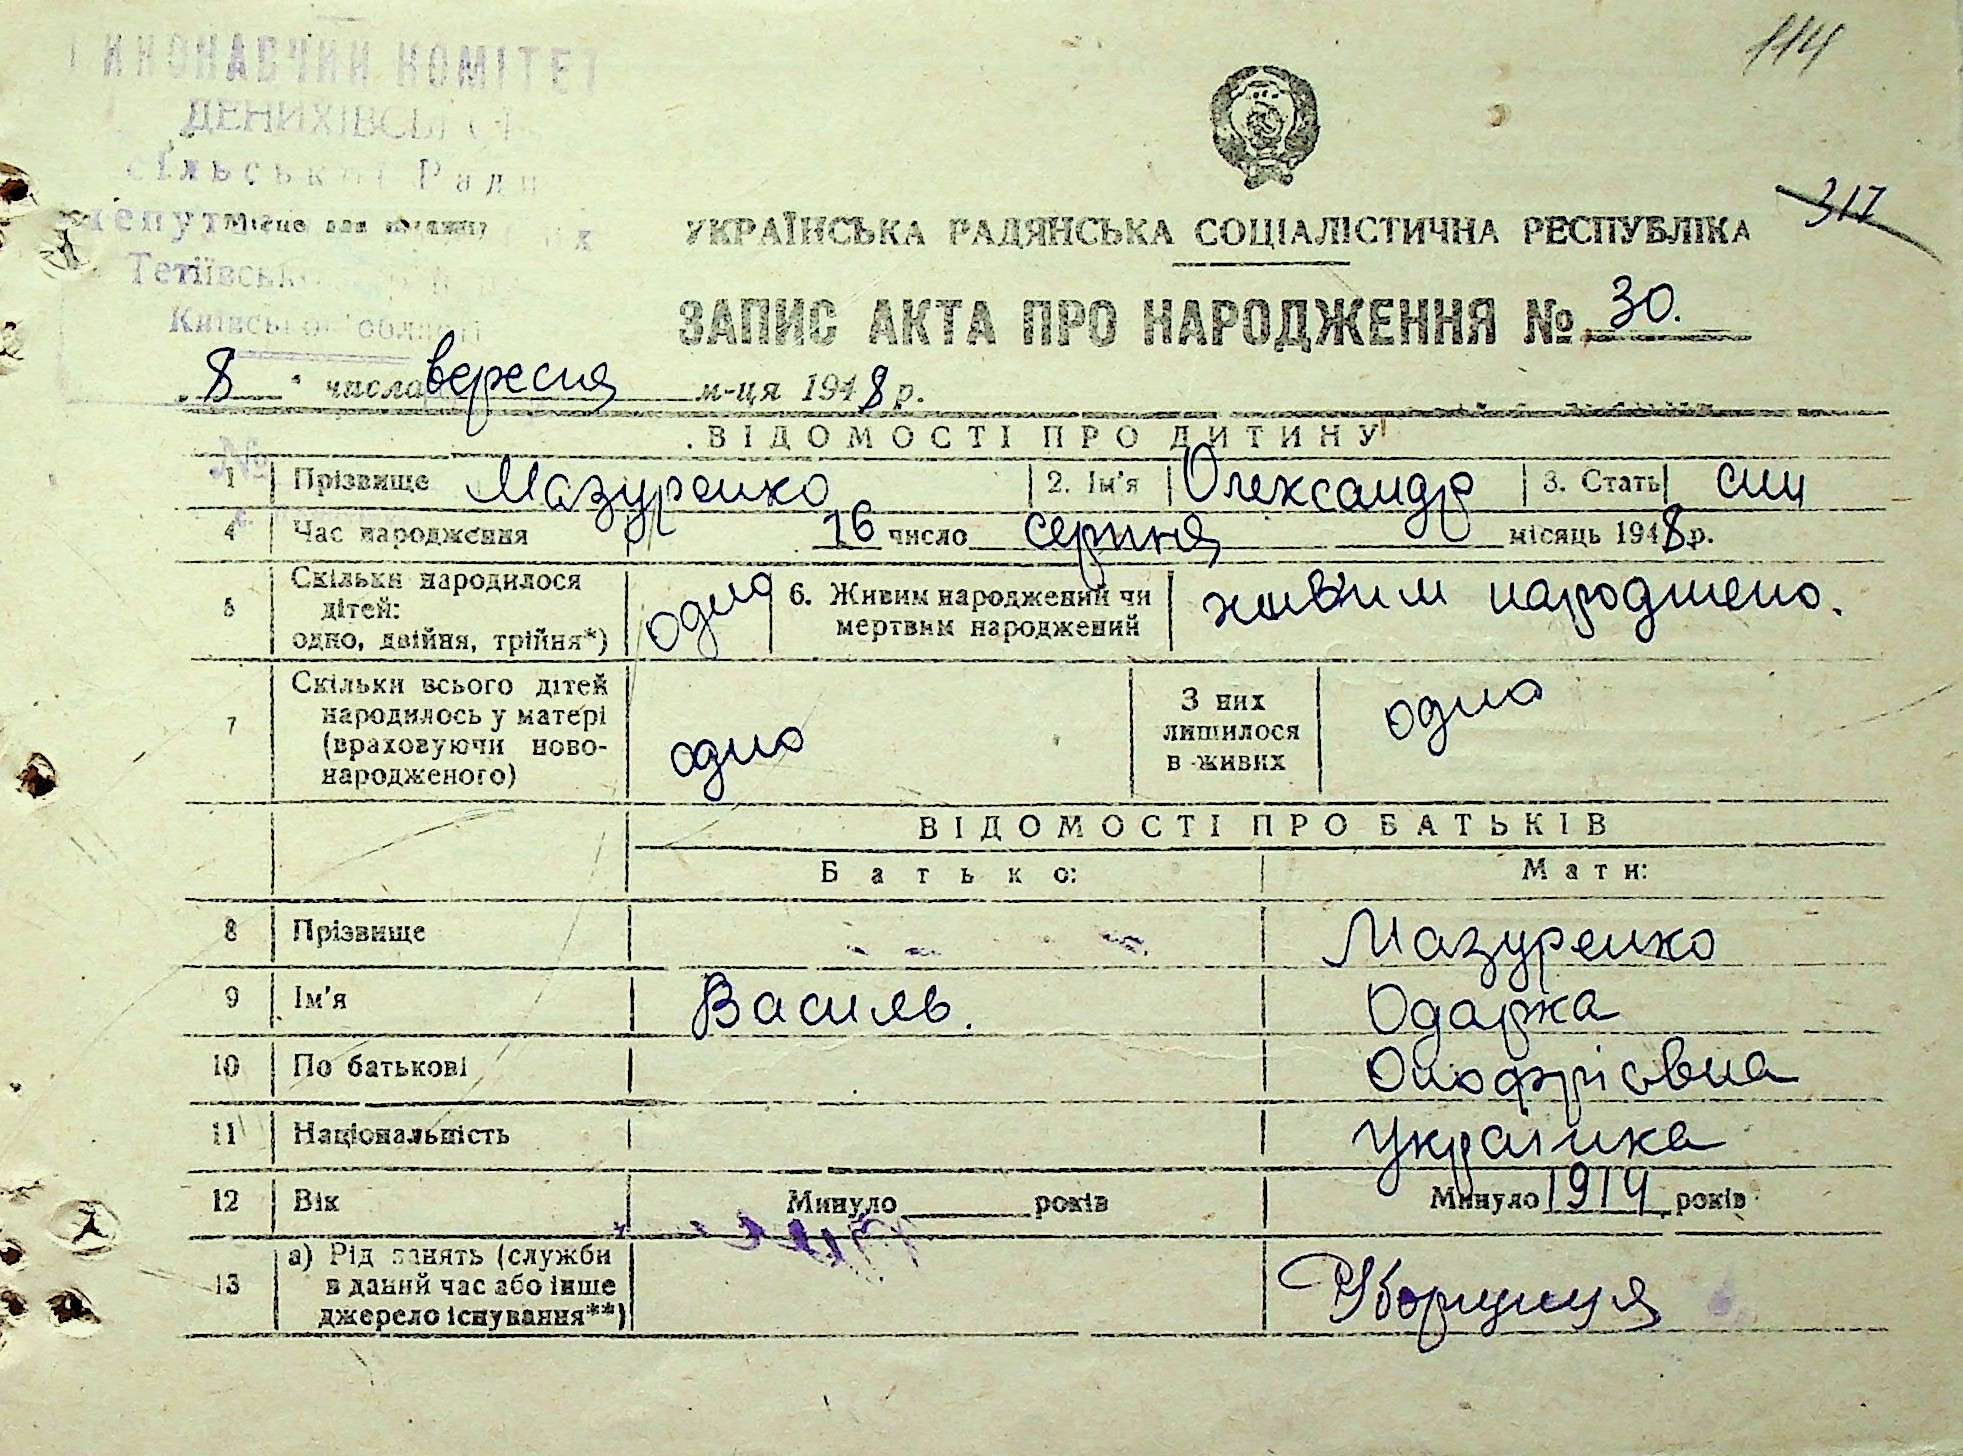 ВИКОНАВЧИЙ КОМІТЕТ
114
ДЕНИХІВСЬКОЇ
сільської Ради
317
УКРАЇНСЬКА РАДЯНСЬКА СОЦІАЛІСТИЧНА РЕСПУБЛІКА
Тетіївського
Київської області
ЗАПИС АКТА ПРО НАРОДЖЕННЯ № 30.
„8“ числа вересня м-ця 1948 р.
№
ВІДОМОСТІ ПРО ДИТИНУ
1 Прізвище Мазуренко 2. Ім'я Олександр 3. Стать син
4 Час народження 16 число серпня місяць 1948 р.
5 Скільки народилося
дітей:
одно, двійня, трійня*)
одно
6. Живим народжений чи
мертвим народжений
живим народжено.
7 Скільки всього дітей
народилось у матері
(враховуючи ново-
народженого)
одно
З них
лишилося
в живих
одно
ВІДОМОСТІ ПРО БАТЬКІВ
Батько: Мати:
8 Прізвище Мазуренко
9 Ім'я Василь. Одарка
10 По батькові Онофрієвна
11 Національність Українка
12 Вік Минуло ____ років Минуло 1914 років
13 а) Рід занять (служби
в даний час або інше
джерело існування**)
Уборщиця